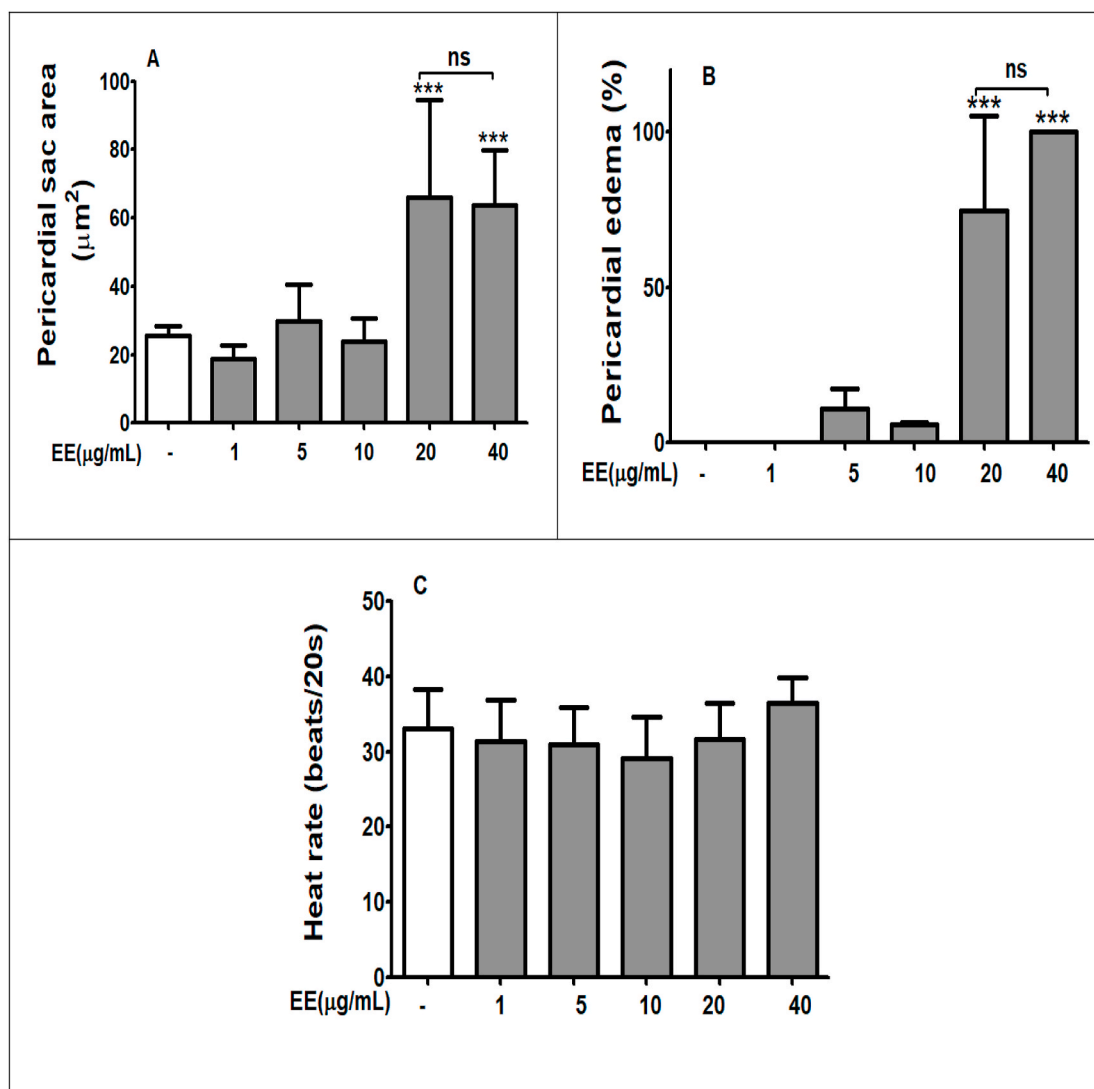 A
ns
***
***
Pericardial sac area
(μm²)
100
80
60
40
20
0
EE(μg/mL) - 1 5 10 20 40
B
ns
***
***
Pericardial edema (%)
100
50
0
EE(μg/mL) - 1 5 10 20 40
C
Heat rate (beats/20s)
50
40
30
20
10
0
EE(μg/mL) - 1 5 10 20 40